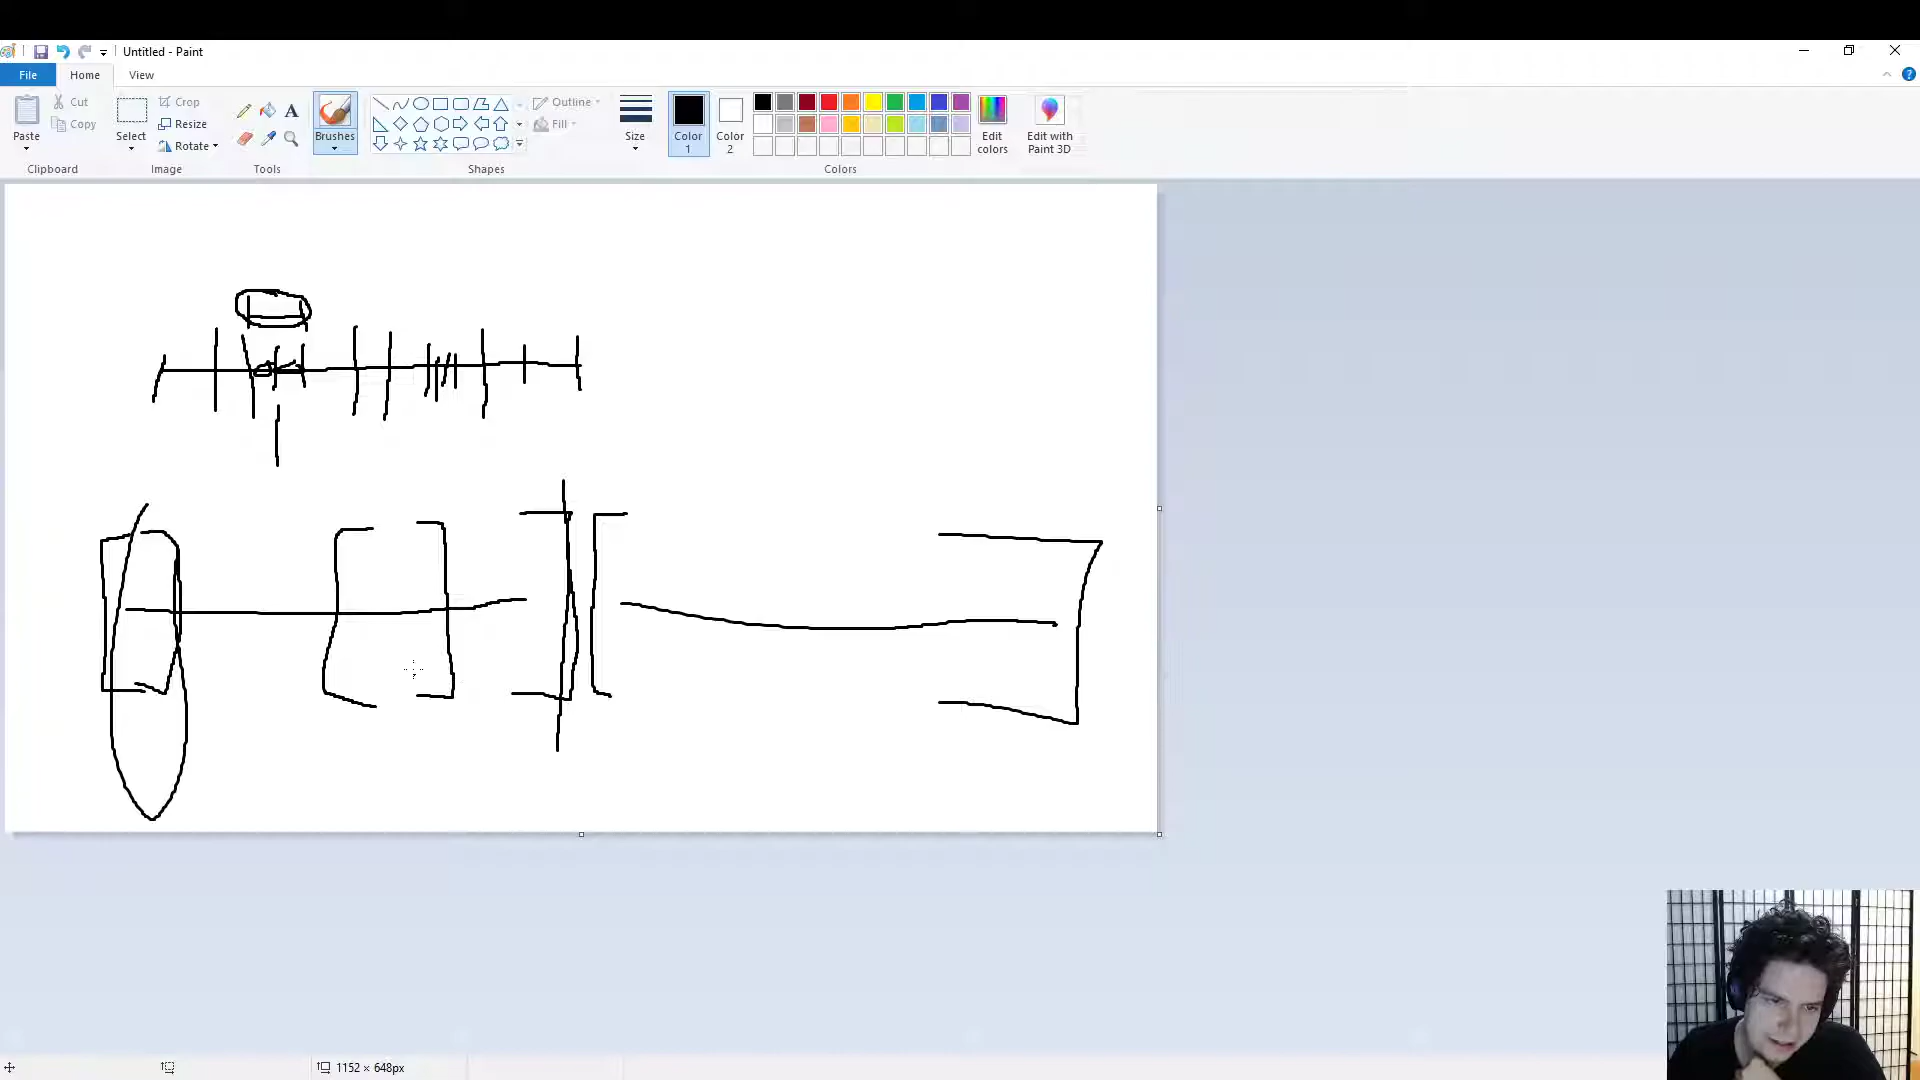 Untitled - Paint
File Home View
Paste
Cut
Copy
Clipboard
Select
Crop
Resize
Rotate
Image
A
Tools
Brushes
Shapes
Outline
Fill
Size
Color 1
Color 2
Edit colors
Edit with Paint 3D
Colors
?
1152 × 648px